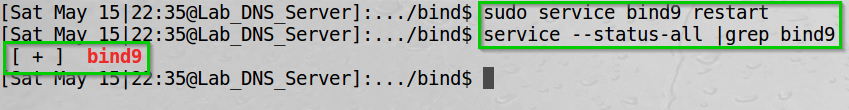 [Sat May 15|22:35@Lab_DNS_Server]:.../bind$ sudo service bind9 restart
[Sat May 15|22:35@Lab_DNS_Server]:.../bind$ service --status-all |grep bind9
[ + ]  bind9
[Sat May 15|22:35@Lab_DNS_Server]:.../bind$